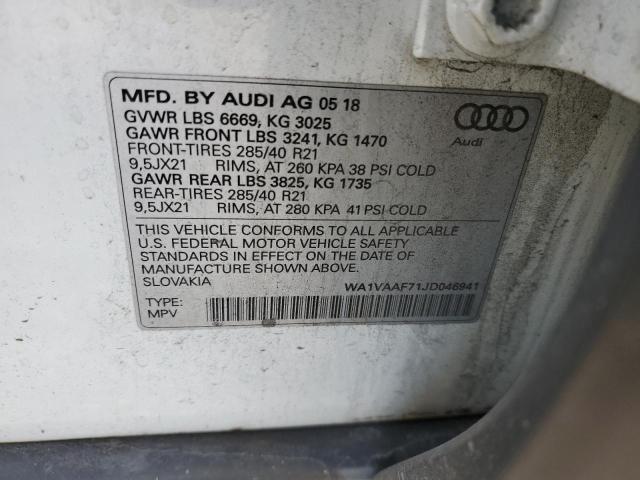 MFD. BY AUDI AG 05 18
GVWR LBS 6669, KG 3025
GAWR FRONT LBS 3241, KG 1470
FRONT-TIRES 285/40 R21
9,5JX21 RIMS, AT 260 KPA 38 PSI COLD
GAWR REAR LBS 3825, KG 1735
REAR-TIRES 285/40 R21
9,5JX21 RIMS, AT 280 KPA 41 PSI COLD
Audi
THIS VEHICLE CONFORMS TO ALL APPLICABLE
U.S. FEDERAL MOTOR VEHICLE SAFETY
STANDARDS IN EFFECT ON THE DATE OF
MANUFACTURE SHOWN ABOVE.
SLOVAKIA
WA1VAAF71JD046941
TYPE:
MPV